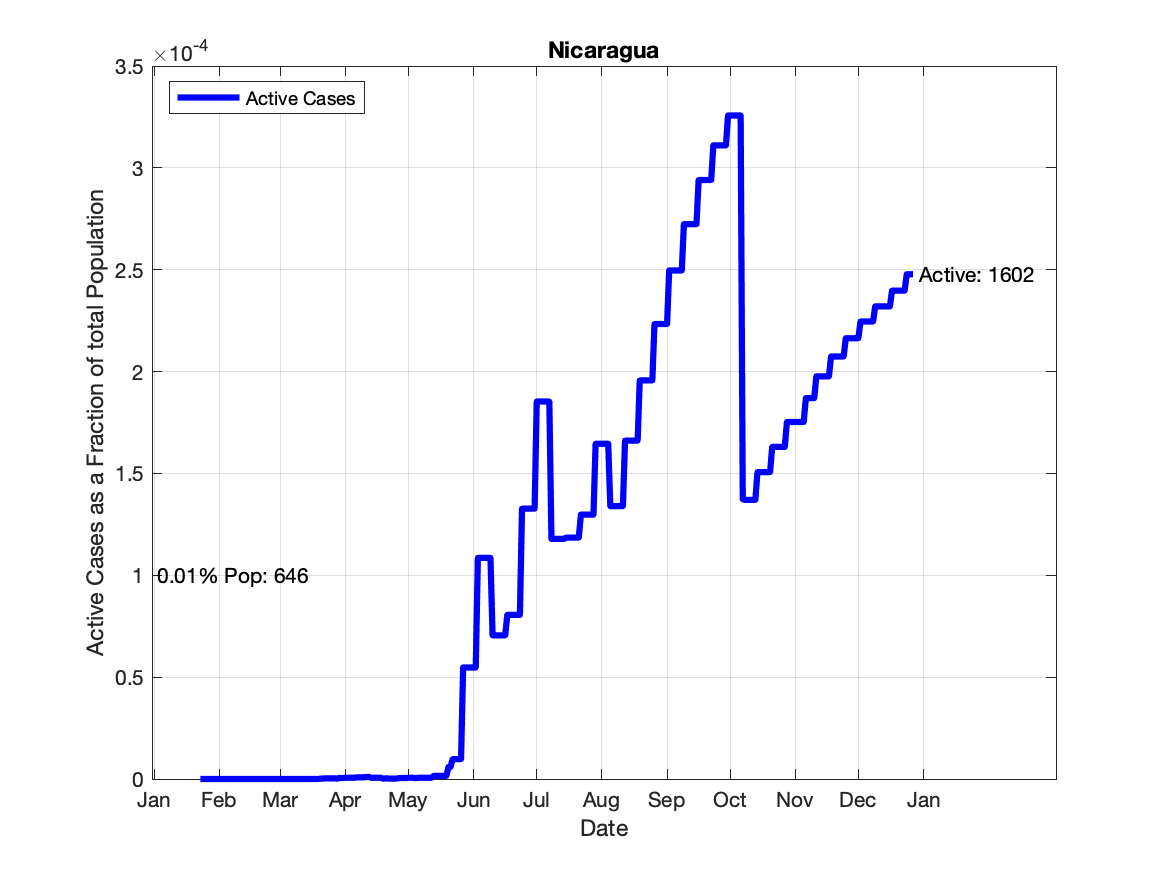 Nicaragua
×10-4
3.5
3
2.5
2
1.5
1
0.5
0
Active Cases as a Fraction of total Population
Active Cases
Active: 1602
0.01% Pop: 646
Jan Feb Mar Apr May Jun Jul Aug Sep Oct Nov Dec Jan
Date